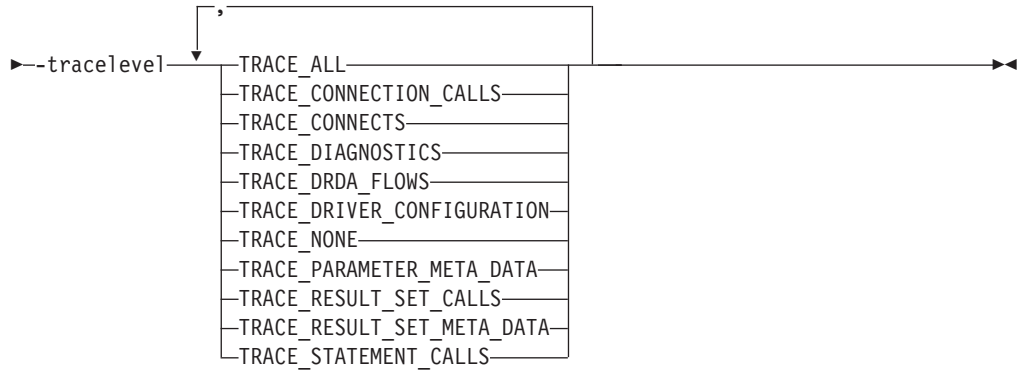 ,
-tracelevel TRACE_ALL
TRACE_CONNECTION_CALLS
TRACE_CONNECTS
TRACE_DIAGNOSTICS
TRACE_DRDA_FLOWS
TRACE_DRIVER_CONFIGURATION
TRACE_NONE
TRACE_PARAMETER_META_DATA
TRACE_RESULT_SET_CALLS
TRACE_RESULT_SET_META_DATA
TRACE_STATEMENT_CALLS